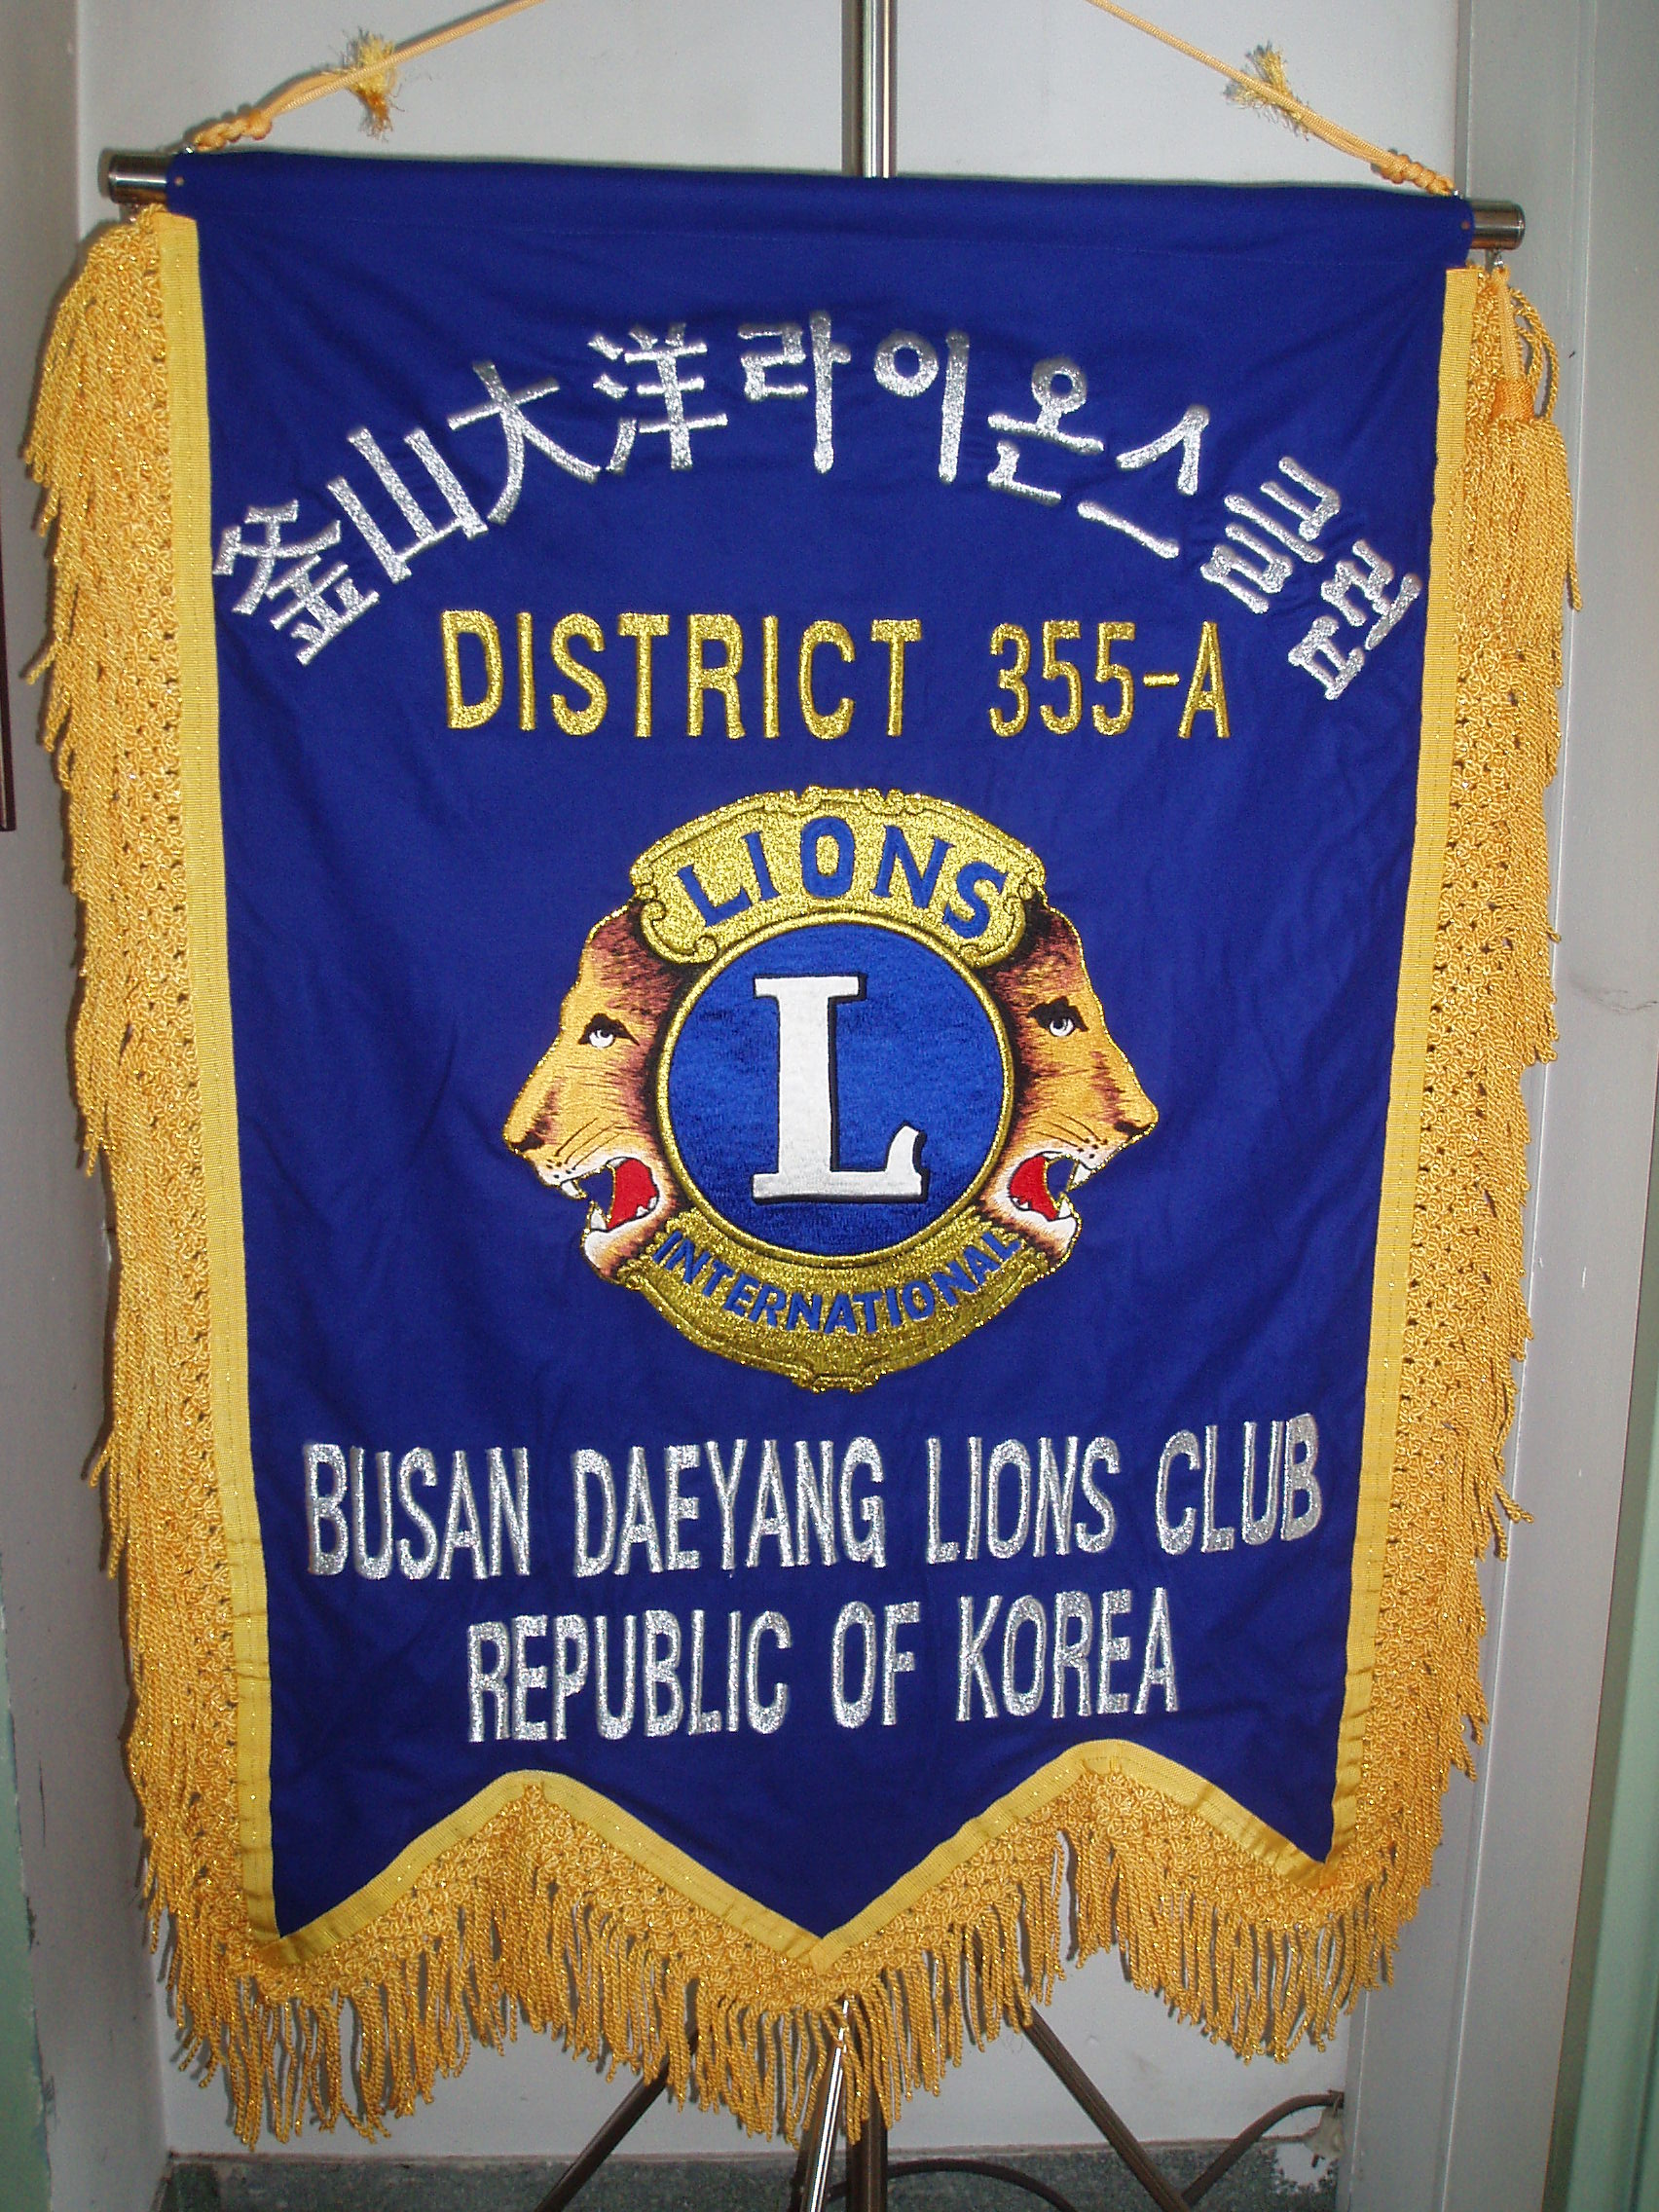 釜山大洋라이온스클럽
DISTRICT 355-A
LIONS
L
INTERNATIONAL
BUSAN DAEYANG LIONS CLUB
REPUBLIC OF KOREA